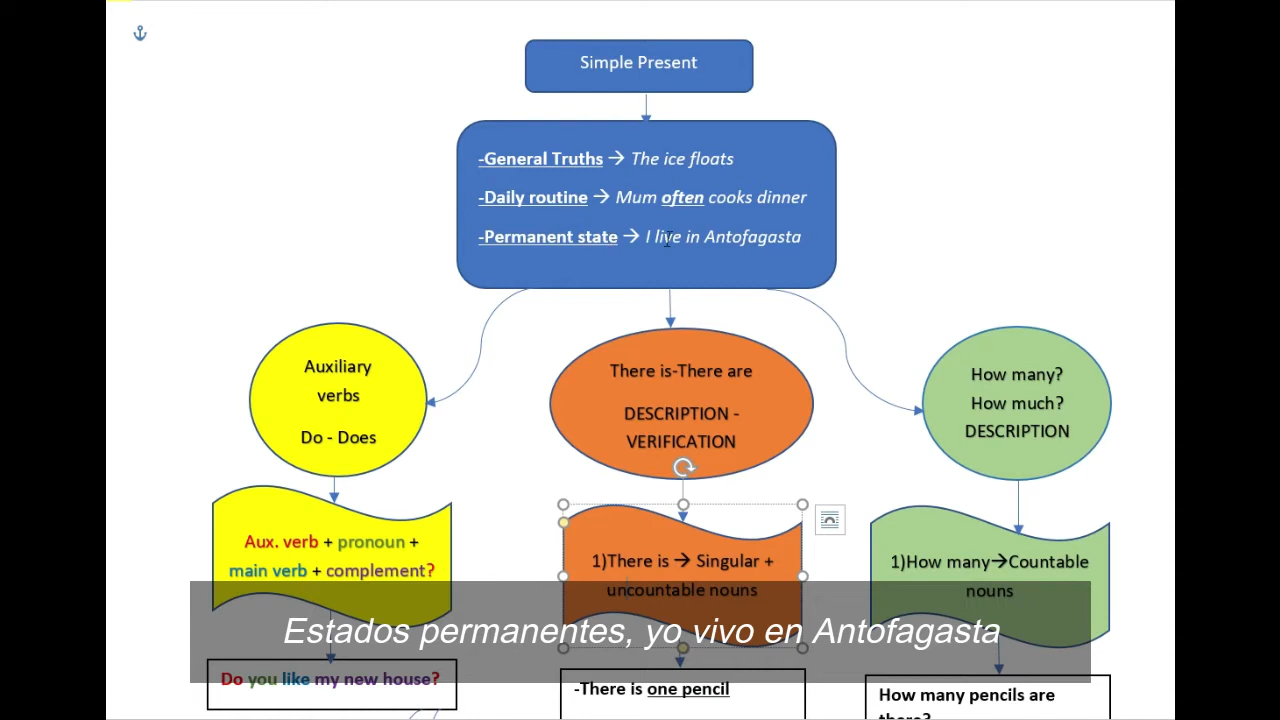 Simple Present
-General Truths → The ice floats
-Daily routine → Mum often cooks dinner
-Permanent state → I live in Antofagasta
Auxiliary
verbs
Do - Does
There is-There are
DESCRIPTION -
VERIFICATION
How many?
How much?
DESCRIPTION
Aux. verb + pronoun +
main verb + complement?
1)There is → Singular +
uncountable nouns
1)How many→Countable
nouns
Estados permanentes, yo vivo en Antofagasta
Do you like my new house?
-There is one pencil
How many pencils are
there?